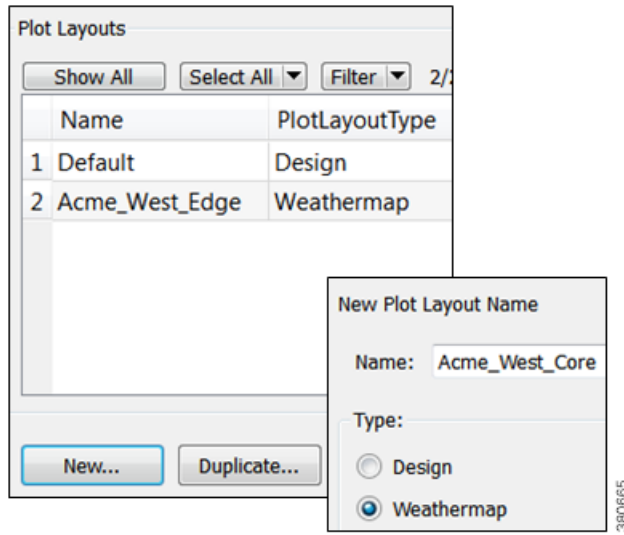 Plot Layouts
Show All Select All Filter 2/
Name PlotLayoutType
1 Default Design
2 Acme_West_Edge Weathermap
New... Duplicate...
New Plot Layout Name
Name: Acme_West_Core
Type:
Design
Weathermap
380665